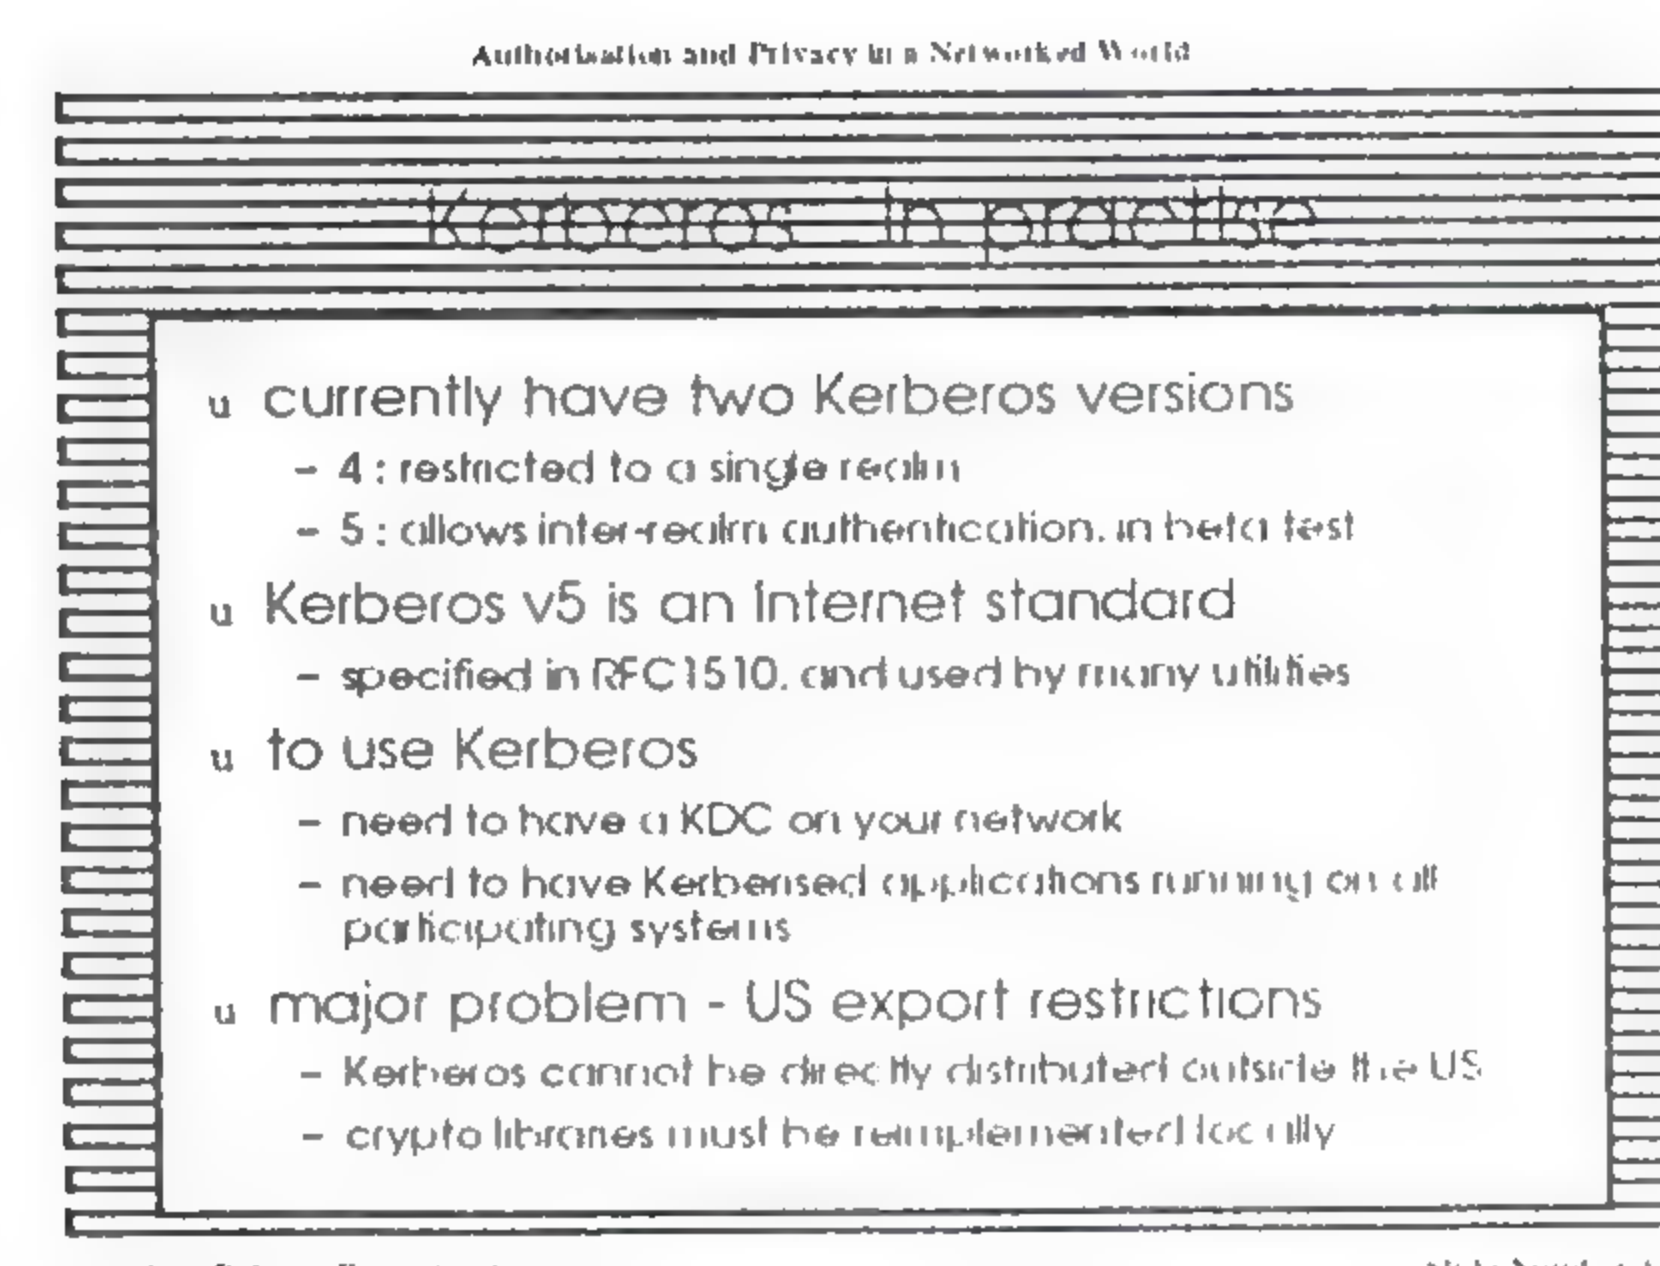 Authorisation and Privacy in a Networked World
Kerberos in practise
u currently have two Kerberos versions
– 4 : restricted to a single realm
– 5 : allows inter-realm authentication, in beta test
u Kerberos v5 is an Internet standard
– specified in RFC1510, and used by many utilities
u to use Kerberos
– need to have a KDC on your network
– need to have Kerberised applications running on all
participating systems
u major problem - US export restrictions
– Kerberos cannot be directly distributed outside the US
– crypto libraries must be reimplemented locally